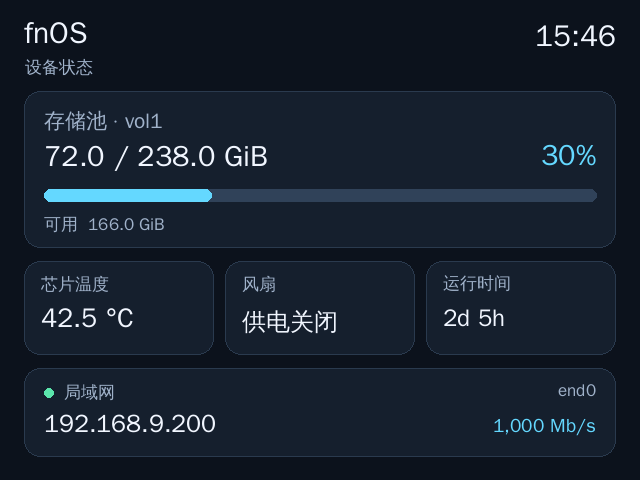 fnOS
15:46
设备状态
存储池 · vol1
72.0 / 238.0 GiB
30%
可用 166.0 GiB
芯片温度
42.5 °C
风扇
供电关闭
运行时间
2d 5h
局域网
end0
192.168.9.200
1,000 Mb/s